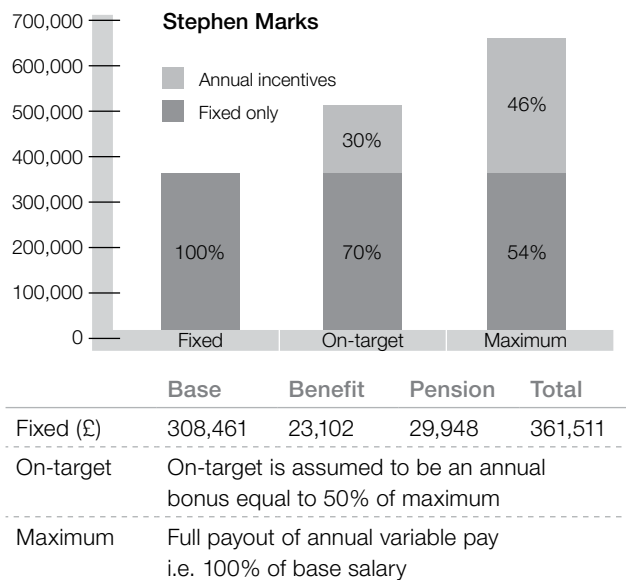 Stephen Marks
700,000
600,000
500,000
400,000
300,000
200,000
100,000
0
Annual incentives
Fixed only
100%
30%
70%
46%
54%
Fixed On-target Maximum
Base Benefit Pension Total
Fixed (£) 308,461 23,102 29,948 361,511
On-target On-target is assumed to be an annual
bonus equal to 50% of maximum
Maximum Full payout of annual variable pay
i.e. 100% of base salary